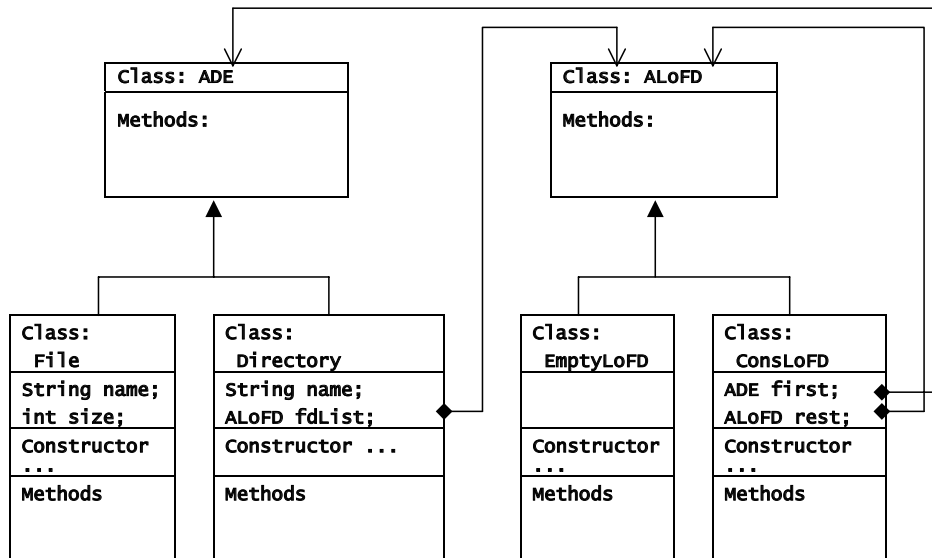 Class: ADE
Methods:
Class: ALoFD
Methods:
Class:
File
String name;
int size;
Constructor
...
Methods
Class:
Directory
String name;
ALoFD fdList;
Constructor ...
Methods
Class:
EmptyLoFD
Constructor
...
Methods
Class:
ConsLoFD
ADE first;
ALoFD rest;
Constructor
...
Methods